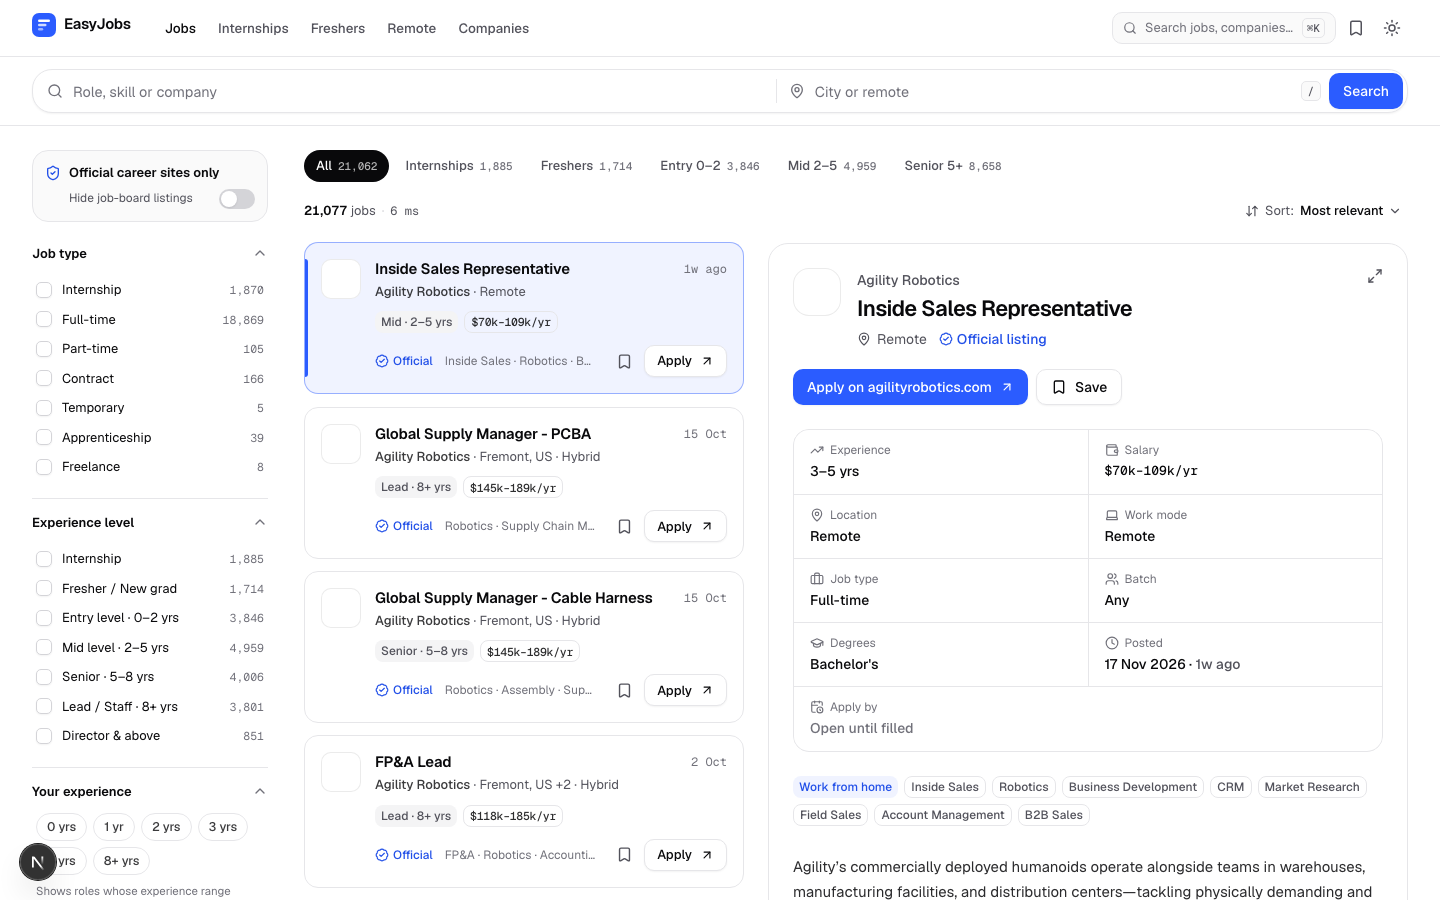 EasyJobs
Jobs Internships Freshers Remote Companies
Search jobs, companies... ⌘K
Role, skill or company
City or remote
/
Search
Official career sites only
Hide job-board listings
Job type
Internship 1,870
Full-time 18,869
Part-time 105
Contract 166
Temporary 5
Apprenticeship 39
Freelance 8
Experience level
Internship 1,885
Fresher / New grad 1,714
Entry level · 0–2 yrs 3,846
Mid level · 2–5 yrs 4,959
Senior · 5–8 yrs 4,006
Lead / Staff · 8+ yrs 3,801
Director & above 851
Your experience
0 yrs 1 yr 2 yrs 3 yrs
yrs 8+ yrs
N
Shows roles whose experience range
All 21,062 Internships 1,885 Freshers 1,714 Entry 0–2 3,846 Mid 2–5 4,959 Senior 5+ 8,658
21,077 jobs · 6 ms
Sort: Most relevant
Inside Sales Representative 1w ago
Agility Robotics · Remote
Mid · 2–5 yrs $70k–109k/yr
Official Inside Sales · Robotics · B... Apply
Global Supply Manager - PCBA 15 Oct
Agility Robotics · Fremont, US · Hybrid
Lead · 8+ yrs $145k–189k/yr
Official Robotics · Supply Chain M... Apply
Global Supply Manager - Cable Harness 15 Oct
Agility Robotics · Fremont, US · Hybrid
Senior · 5–8 yrs $145k–189k/yr
Official Robotics · Assembly · Sup... Apply
FP&A Lead 2 Oct
Agility Robotics · Fremont, US +2 · Hybrid
Lead · 8+ yrs $118k–185k/yr
Official FP&A · Robotics · Accounti... Apply
Agility Robotics
Inside Sales Representative
Remote Official listing
Apply on agilityrobotics.com Save
Experience
3–5 yrs
Salary
$70k–109k/yr
Location
Remote
Work mode
Remote
Job type
Full-time
Batch
Any
Degrees
Bachelor's
Posted
17 Nov 2026 · 1w ago
Apply by
Open until filled
Work from home Inside Sales Robotics Business Development CRM Market Research
Field Sales Account Management B2B Sales
Agility’s commercially deployed humanoids operate alongside teams in warehouses,
manufacturing facilities, and distribution centers—tackling physically demanding and